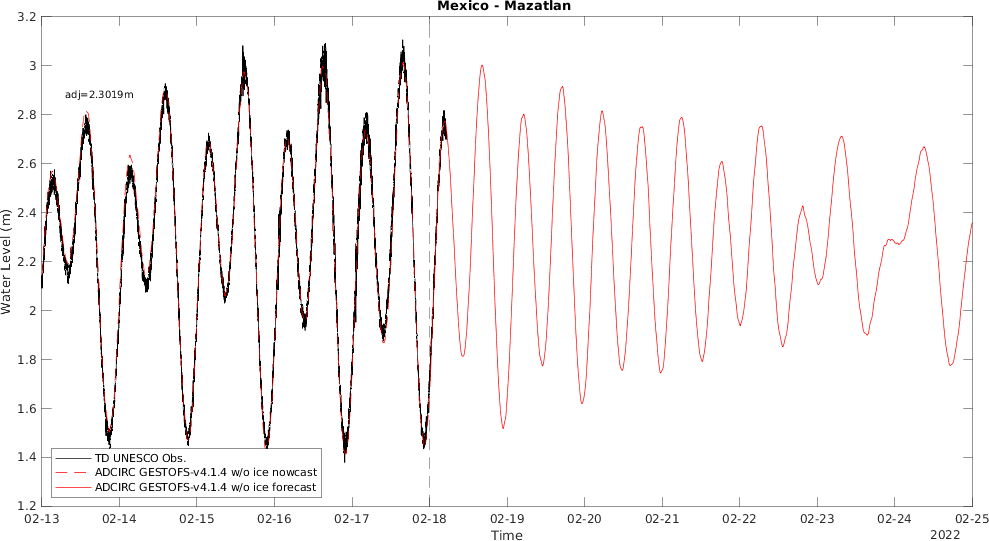 Mexico - Mazatlan
3.2
3
2.8
2.6
2.4
2.2
2
1.8
1.6
1.4
1.2
Water Level (m)
adj=2.3019m
TD UNESCO Obs.
ADCIRC GESTOFS-v4.1.4 w/o ice nowcast
ADCIRC GESTOFS-v4.1.4 w/o ice forecast
02-13 02-14 02-15 02-16 02-17 02-18 02-19 02-20 02-21 02-22 02-23 02-24 02-25
Time
2022